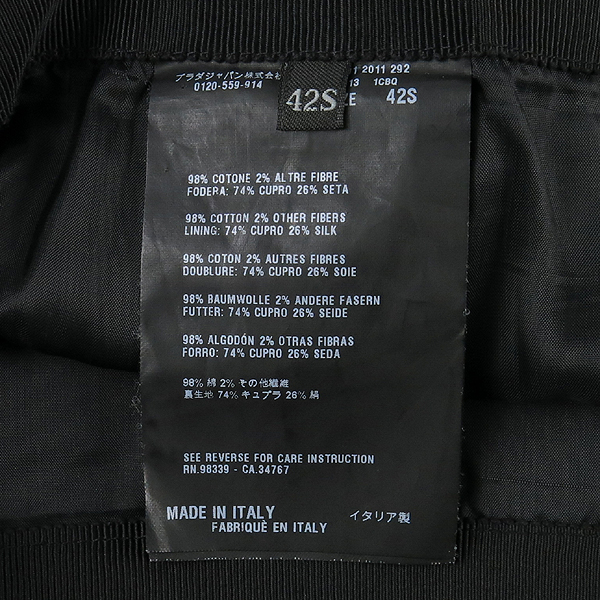 プラダジャパン株式会
0120-559-914
1 2011 292
13 1CBQ
42S
E 42S
98% COTONE 2% ALTRE FIBRE
FODERA: 74% CUPRO 26% SETA
98% COTTON 2% OTHER FIBERS
LINING: 74% CUPRO 26% SILK
98% COTON 2% AUTRES FIBRES
DOUBLURE: 74% CUPRO 26% SOIE
98% BAUMWOLLE 2% ANDERE FASERN
FUTTER: 74% CUPRO 26% SEIDE
98% ALGODÓN 2% OTRAS FIBRAS
FORRO: 74% CUPRO 26% SEDA
98% 綿 2% その他繊維
裏生地 74% キュプラ 26% 絹
SEE REVERSE FOR CARE INSTRUCTION
RN.98339 - CA.34767
MADE IN ITALY
FABRIQUÈ EN ITALY
イタリア製